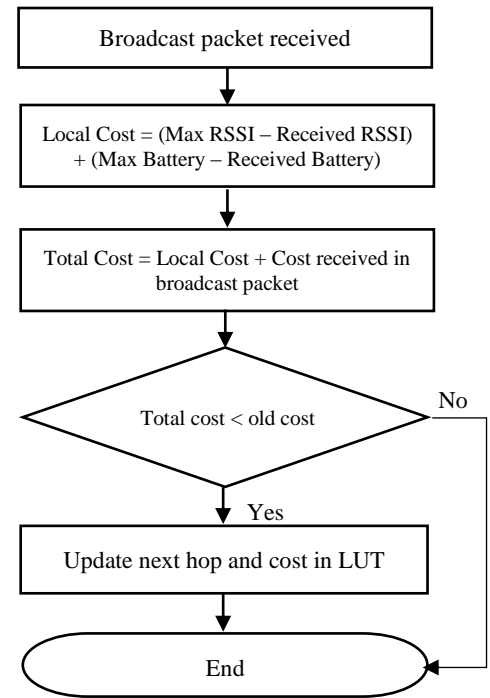 Broadcast packet received
Local Cost = (Max RSSI – Received RSSI)
+ (Max Battery – Received Battery)
Total Cost = Local Cost + Cost received in
broadcast packet
Total cost < old cost
No
Yes
Update next hop and cost in LUT
End